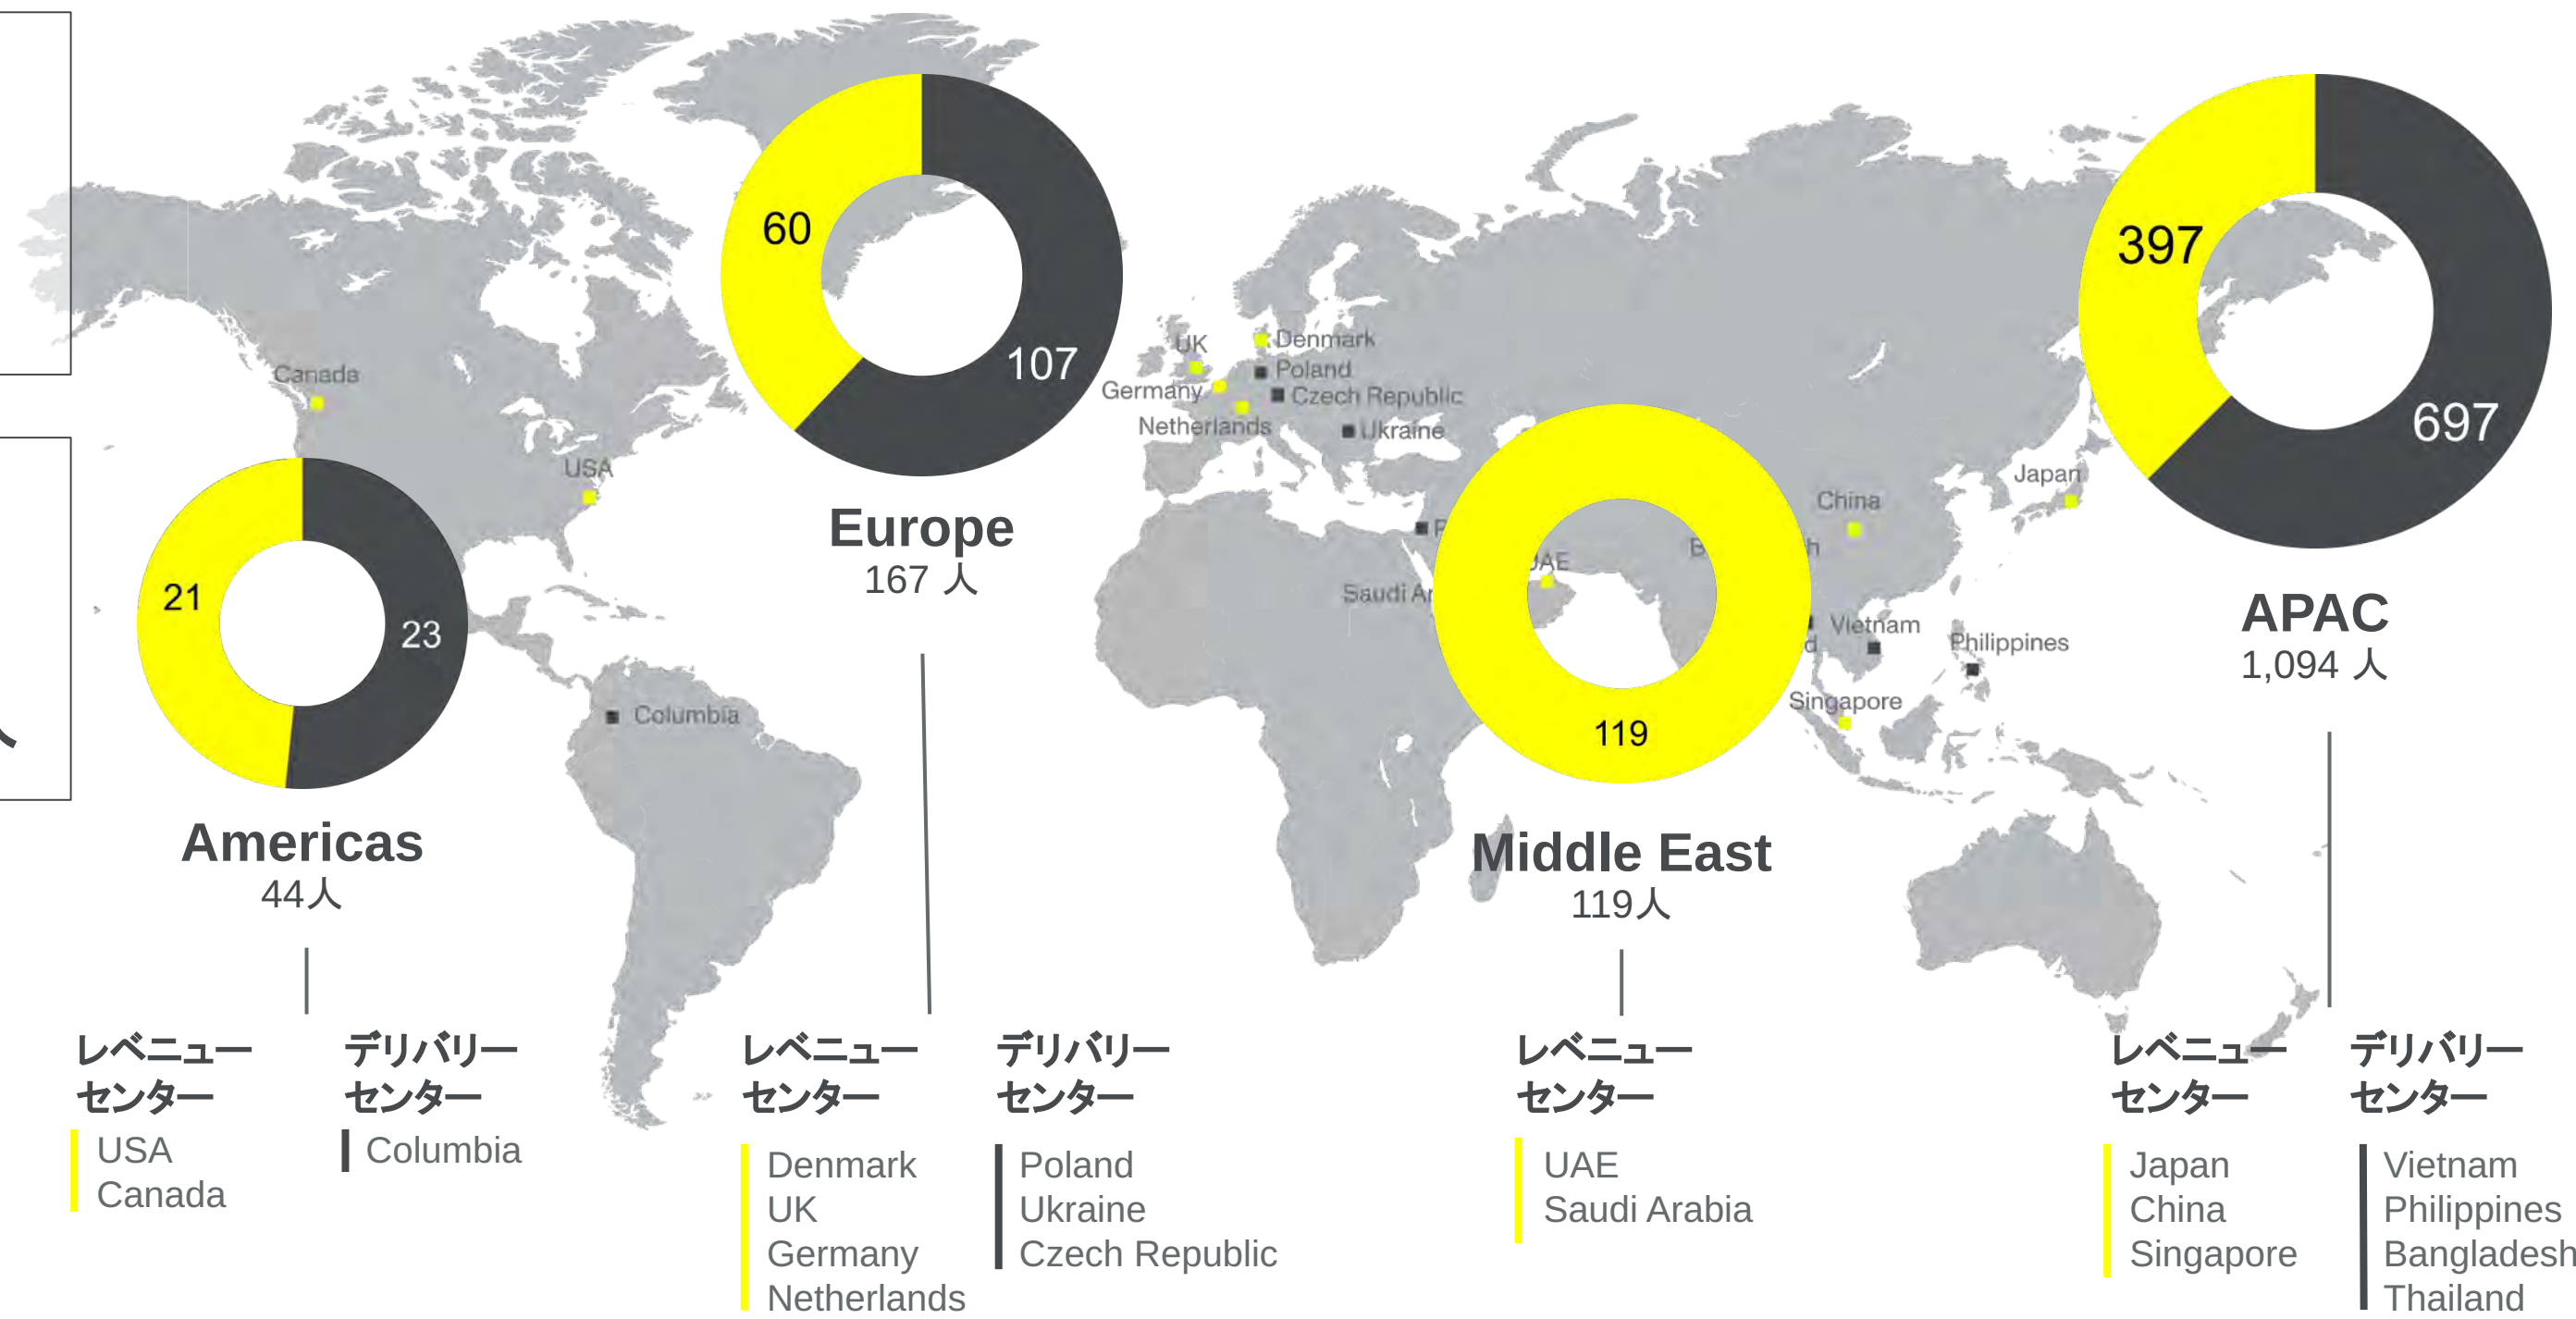 60
107
397
697
UK
Denmark
Poland
Germany
Czech Republic
Netherlands
Ukraine
Canada
USA
Japan
China
Europe
167 人
UAE
21
23
119
Vietnam
Philippines
Singapore
APAC
1,094 人
Columbia
人
Americas
44人
Middle East
119人
レベニュー
センター
USA
Canada
デリバリー
センター
Columbia
レベニュー
センター
Denmark
UK
Germany
Netherlands
デリバリー
センター
Poland
Ukraine
Czech Republic
レベニュー
センター
UAE
Saudi Arabia
レベニュー
センター
Japan
China
Singapore
デリバリー
センター
Vietnam
Philippines
Bangladesh
Thailand